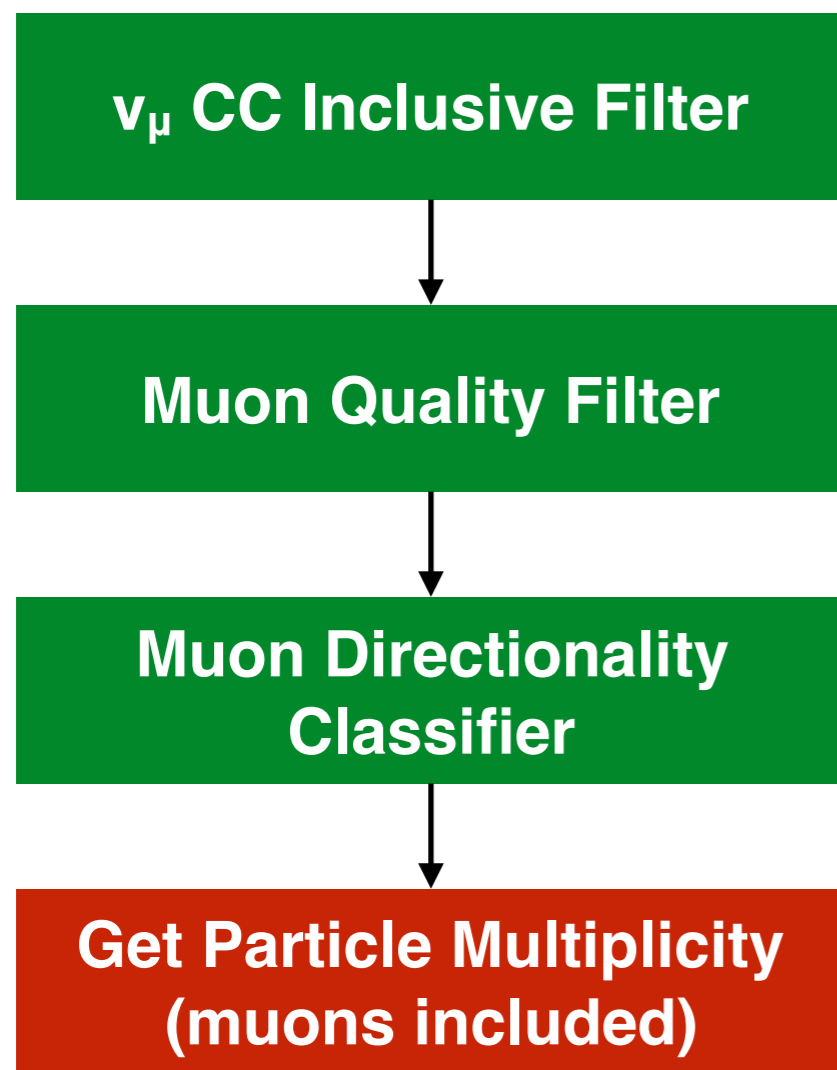 νμ CC Inclusive Filter
Muon Quality Filter
Muon Directionality
Classifier
Get Particle Multiplicity
(muons included)